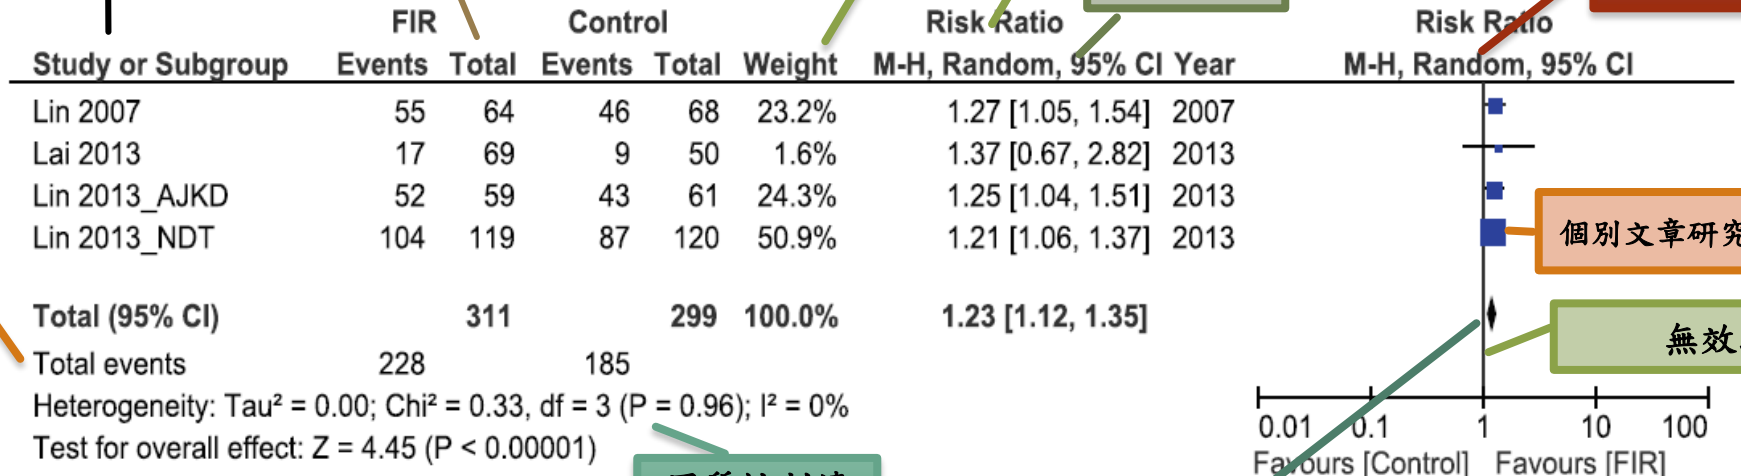 FIR Control Risk Ratio Risk Ratio
Study or Subgroup Events Total Events Total Weight M-H, Random, 95% CI Year M-H, Random, 95% CI
Lin 2007 55 64 46 68 23.2% 1.27 [1.05, 1.54] 2007
Lai 2013 17 69 9 50 1.6% 1.37 [0.67, 2.82] 2013
Lin 2013_AJKD 52 59 43 61 24.3% 1.25 [1.04, 1.51] 2013
Lin 2013_NDT 104 119 87 120 50.9% 1.21 [1.06, 1.37] 2013
個別文章研究
Total (95% CI) 311 299 100.0% 1.23 [1.12, 1.35]
無效
Total events 228 185
Heterogeneity: Tau² = 0.00; Chi² = 0.33, df = 3 (P = 0.96); I² = 0%
Test for overall effect: Z = 4.45 (P < 0.00001)
0.01 0.1 1 10 100
Favours [Control] Favours [FIR]